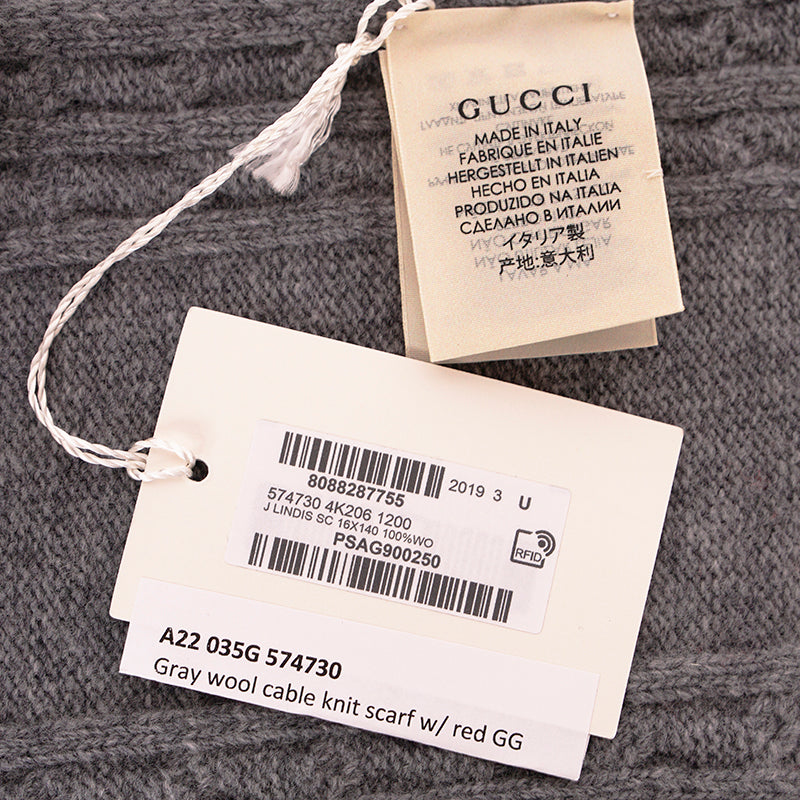 GUCCI
MADE IN ITALY
FABRIQUE EN ITALIE
HERGESTELLT IN ITALIEN
HECHO EN ITALIA
PRODUZIDO NA ITALIA
СДЕЛАНО В ИТАЛИИ
イタリア製
产地:意大利
8088287755 2019 3 U
574730 4K206 1200
J LINDIS SC 16X140 100%WO
RFID
PSAG900250
A22 035G 574730
Gray wool cable knit scarf w/ red GG